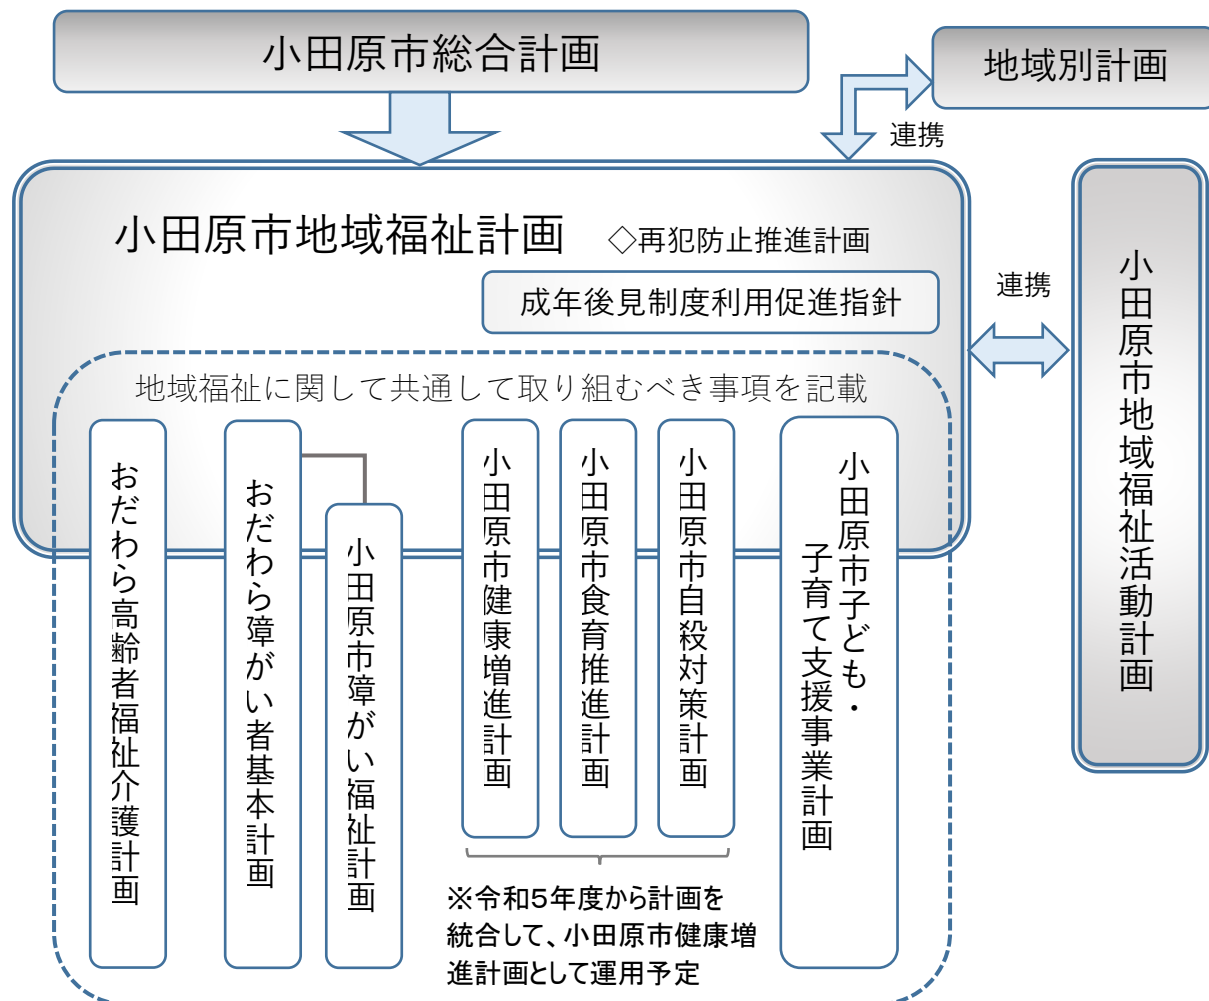 小田原市総合計画
地域別計画
連携
小田原市地域福祉計画
◇再犯防止推進計画
成年後見制度利用促進指針
連携
小田原市地域福祉活動計画
地域福祉に関して共通して取り組むべき事項を記載
おだわら高齢者福祉介護計画
おだわら障がい者基本計画
小田原市障がい福祉計画
小田原市健康増進計画
小田原市食育推進計画
小田原市自殺対策計画
小田原市子ども・
子育て支援事業計画
※令和5年度から計画を
統合して、小田原市健康増
進計画として運用予定